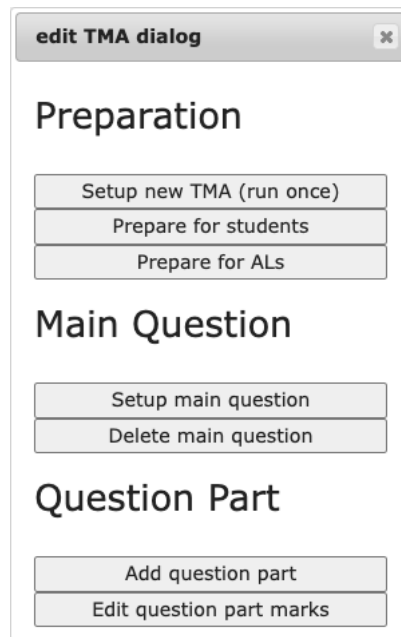 edit TMA dialog
Preparation
Setup new TMA (run once)
Prepare for students
Prepare for ALs
Main Question
Setup main question
Delete main question
Question Part
Add question part
Edit question part marks